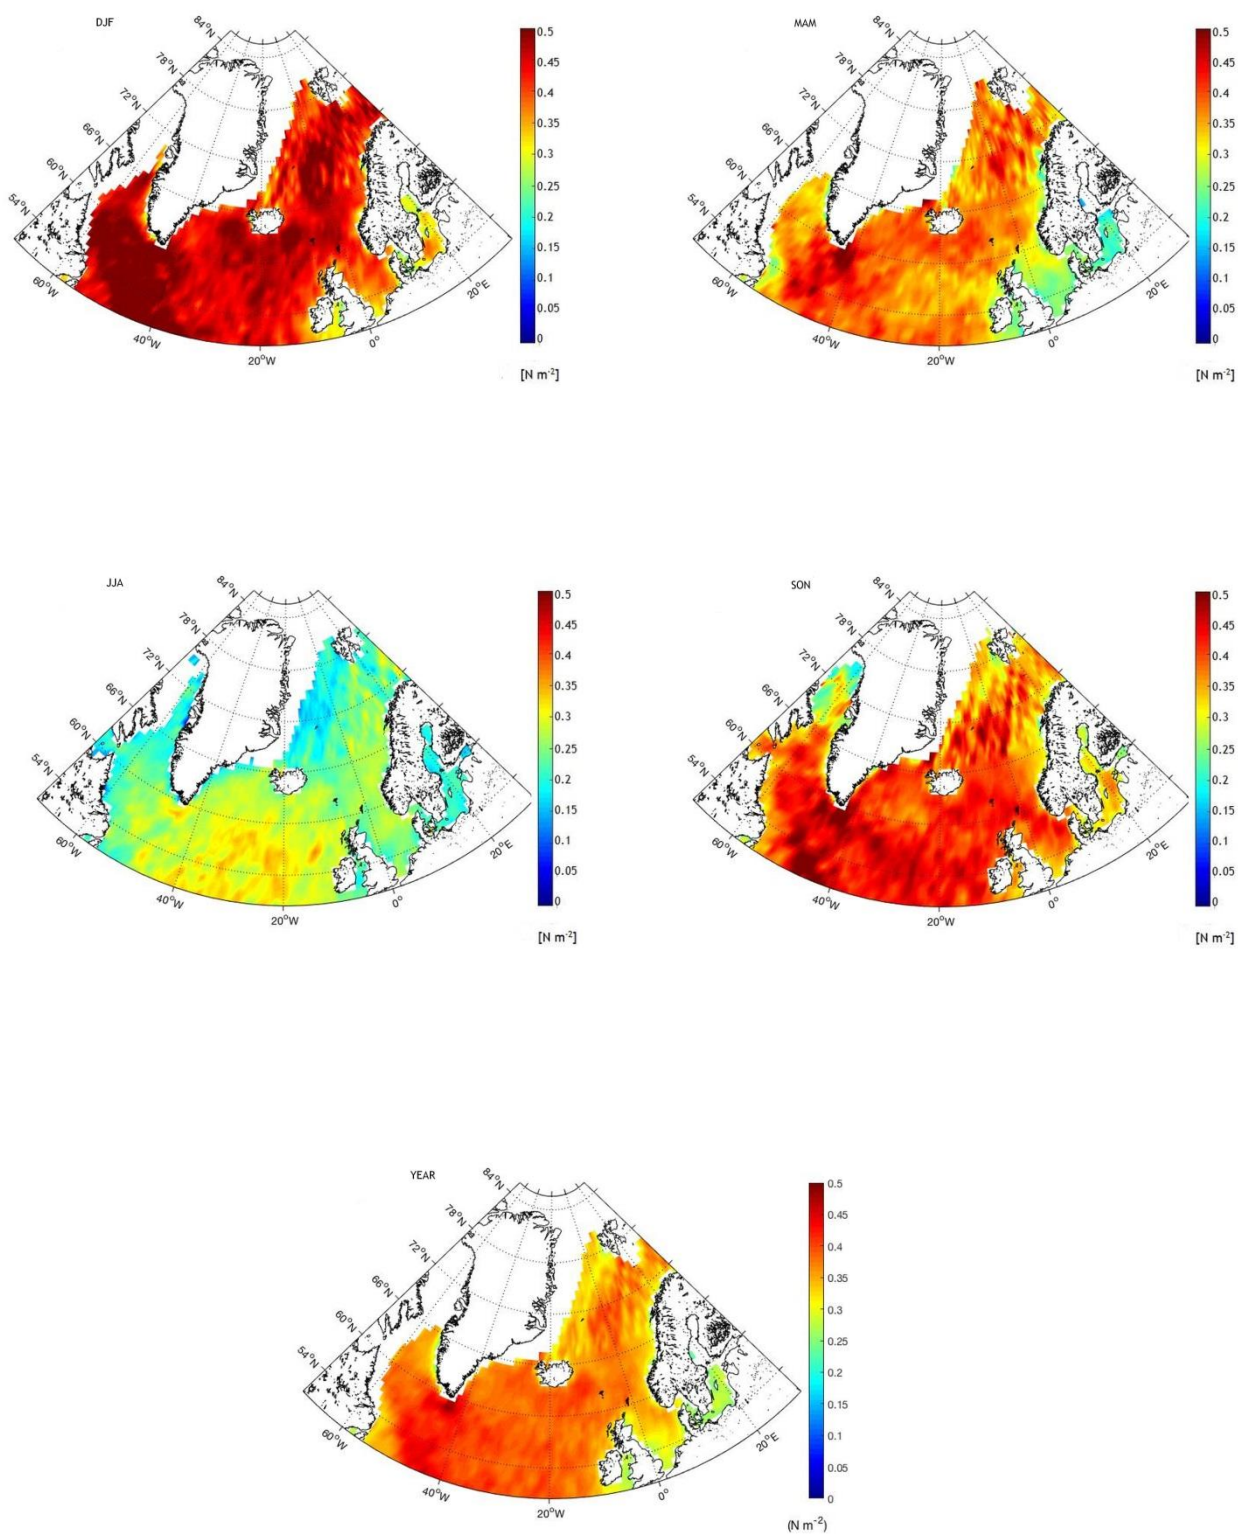 DJF
84°N
78°N
72°N
66°N
60°N
54°N
60°W
40°W
20°W
0°
20°E
0.5
0.45
0.4
0.35
0.3
0.25
0.2
0.15
0.1
0.05
0
[N m-2]
MAM
84°N
78°N
72°N
66°N
60°N
54°N
60°W
40°W
20°W
0°
20°E
0.5
0.45
0.4
0.35
0.3
0.25
0.2
0.15
0.1
0.05
0
[N m-2]
JJA
84°N
78°N
72°N
66°N
60°N
54°N
60°W
40°W
20°W
0°
20°E
0.5
0.45
0.4
0.35
0.3
0.25
0.2
0.15
0.1
0.05
0
[N m-2]
SON
84°N
78°N
72°N
66°N
60°N
54°N
60°W
40°W
20°W
0°
20°E
0.5
0.45
0.4
0.35
0.3
0.25
0.2
0.15
0.1
0.05
0
[N m-2]
YEAR
84°N
78°N
72°N
66°N
60°N
54°N
60°W
40°W
20°W
0°
20°E
0.5
0.45
0.4
0.35
0.3
0.25
0.2
0.15
0.1
0.05
0
(N m-2)